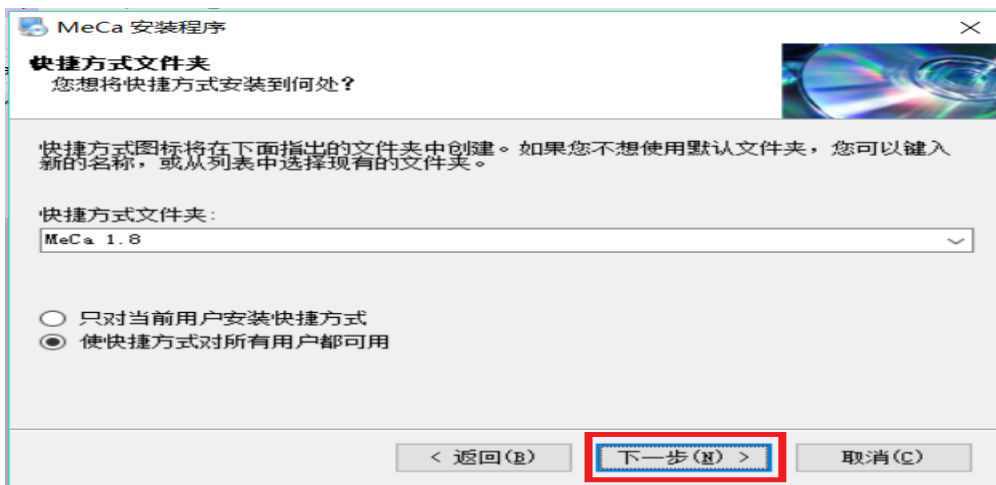 MeCa 安装程序
快捷方式文件夹
您想将快捷方式安装到何处?
快捷方式图标将在下面指出的文件夹中创建。如果您不想使用默认文件夹，您可以键入
新的名称，或从列表中选择现有的文件夹。
快捷方式文件夹:
MeCa 1.8
只对当前用户安装快捷方式
使快捷方式对所有用户都可用
< 返回(B)
下一步(N) >
取消(C)